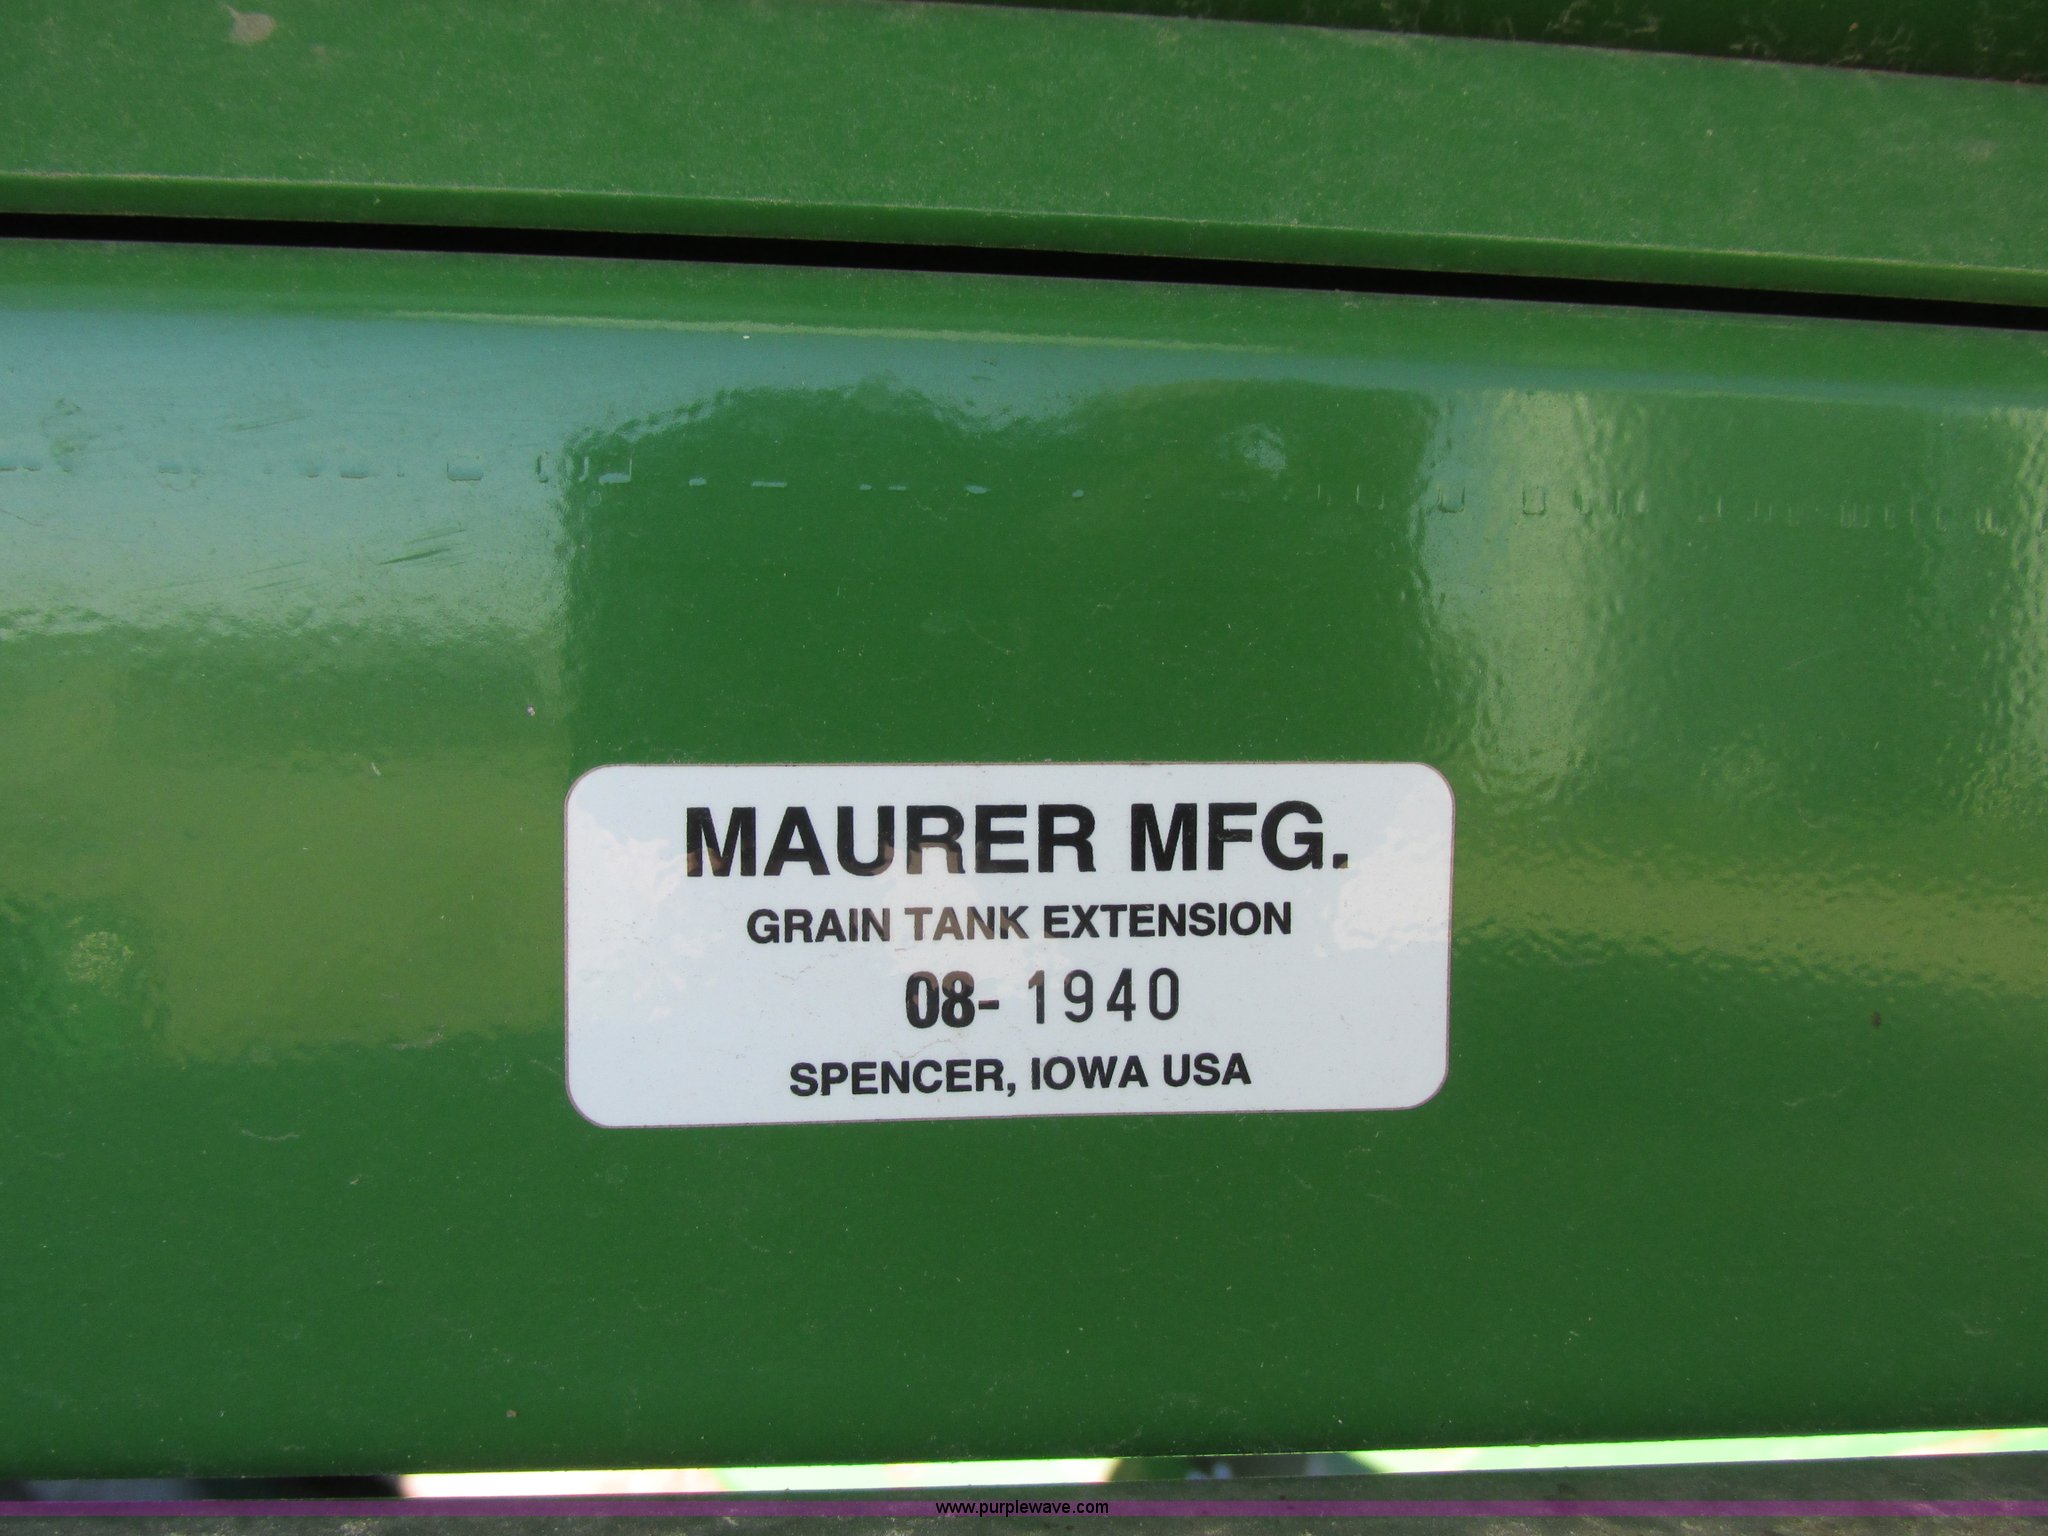 MAURER MFG.
GRAIN TANK EXTENSION
08- 1940
SPENCER, IOWA USA
www.purplewave.com